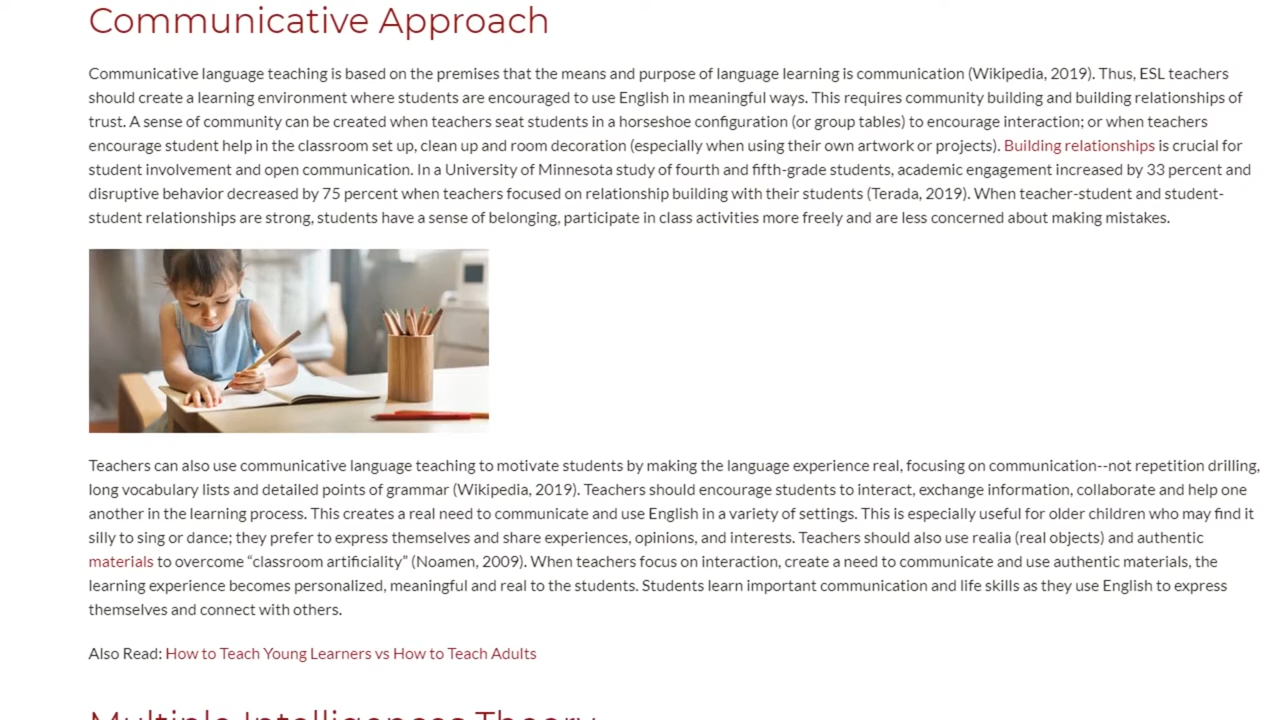 Communicative Approach
Communicative language teaching is based on the premises that the means and purpose of language learning is communication (Wikipedia, 2019). Thus, ESL teachers
should create a learning environment where students are encouraged to use English in meaningful ways. This requires community building and building relationships of
trust. A sense of community can be created when teachers seat students in a horseshoe configuration (or group tables) to encourage interaction; or when teachers
encourage student help in the classroom set up, clean up and room decoration (especially when using their own artwork or projects). Building relationships is crucial for
student involvement and open communication. In a University of Minnesota study of fourth and fifth-grade students, academic engagement increased by 33 percent and
disruptive behavior decreased by 75 percent when teachers focused on relationship building with their students (Terada, 2019). When teacher-student and student-
student relationships are strong, students have a sense of belonging, participate in class activities more freely and are less concerned about making mistakes.
Teachers can also use communicative language teaching to motivate students by making the language experience real, focusing on communication--not repetition drilling,
long vocabulary lists and detailed points of grammar (Wikipedia, 2019). Teachers should encourage students to interact, exchange information, collaborate and help one
another in the learning process. This creates a real need to communicate and use English in a variety of settings. This is especially useful for older children who may find it
silly to sing or dance; they prefer to express themselves and share experiences, opinions, and interests. Teachers should also use realia (real objects) and authentic
materials to overcome “classroom artificiality” (Noamen, 2009). When teachers focus on interaction, create a need to communicate and use authentic materials, the
learning experience becomes personalized, meaningful and real to the students. Students learn important communication and life skills as they use English to express
themselves and connect with others.
Also Read: How to Teach Young Learners vs How to Teach Adults
Multiple Intelligences Theory